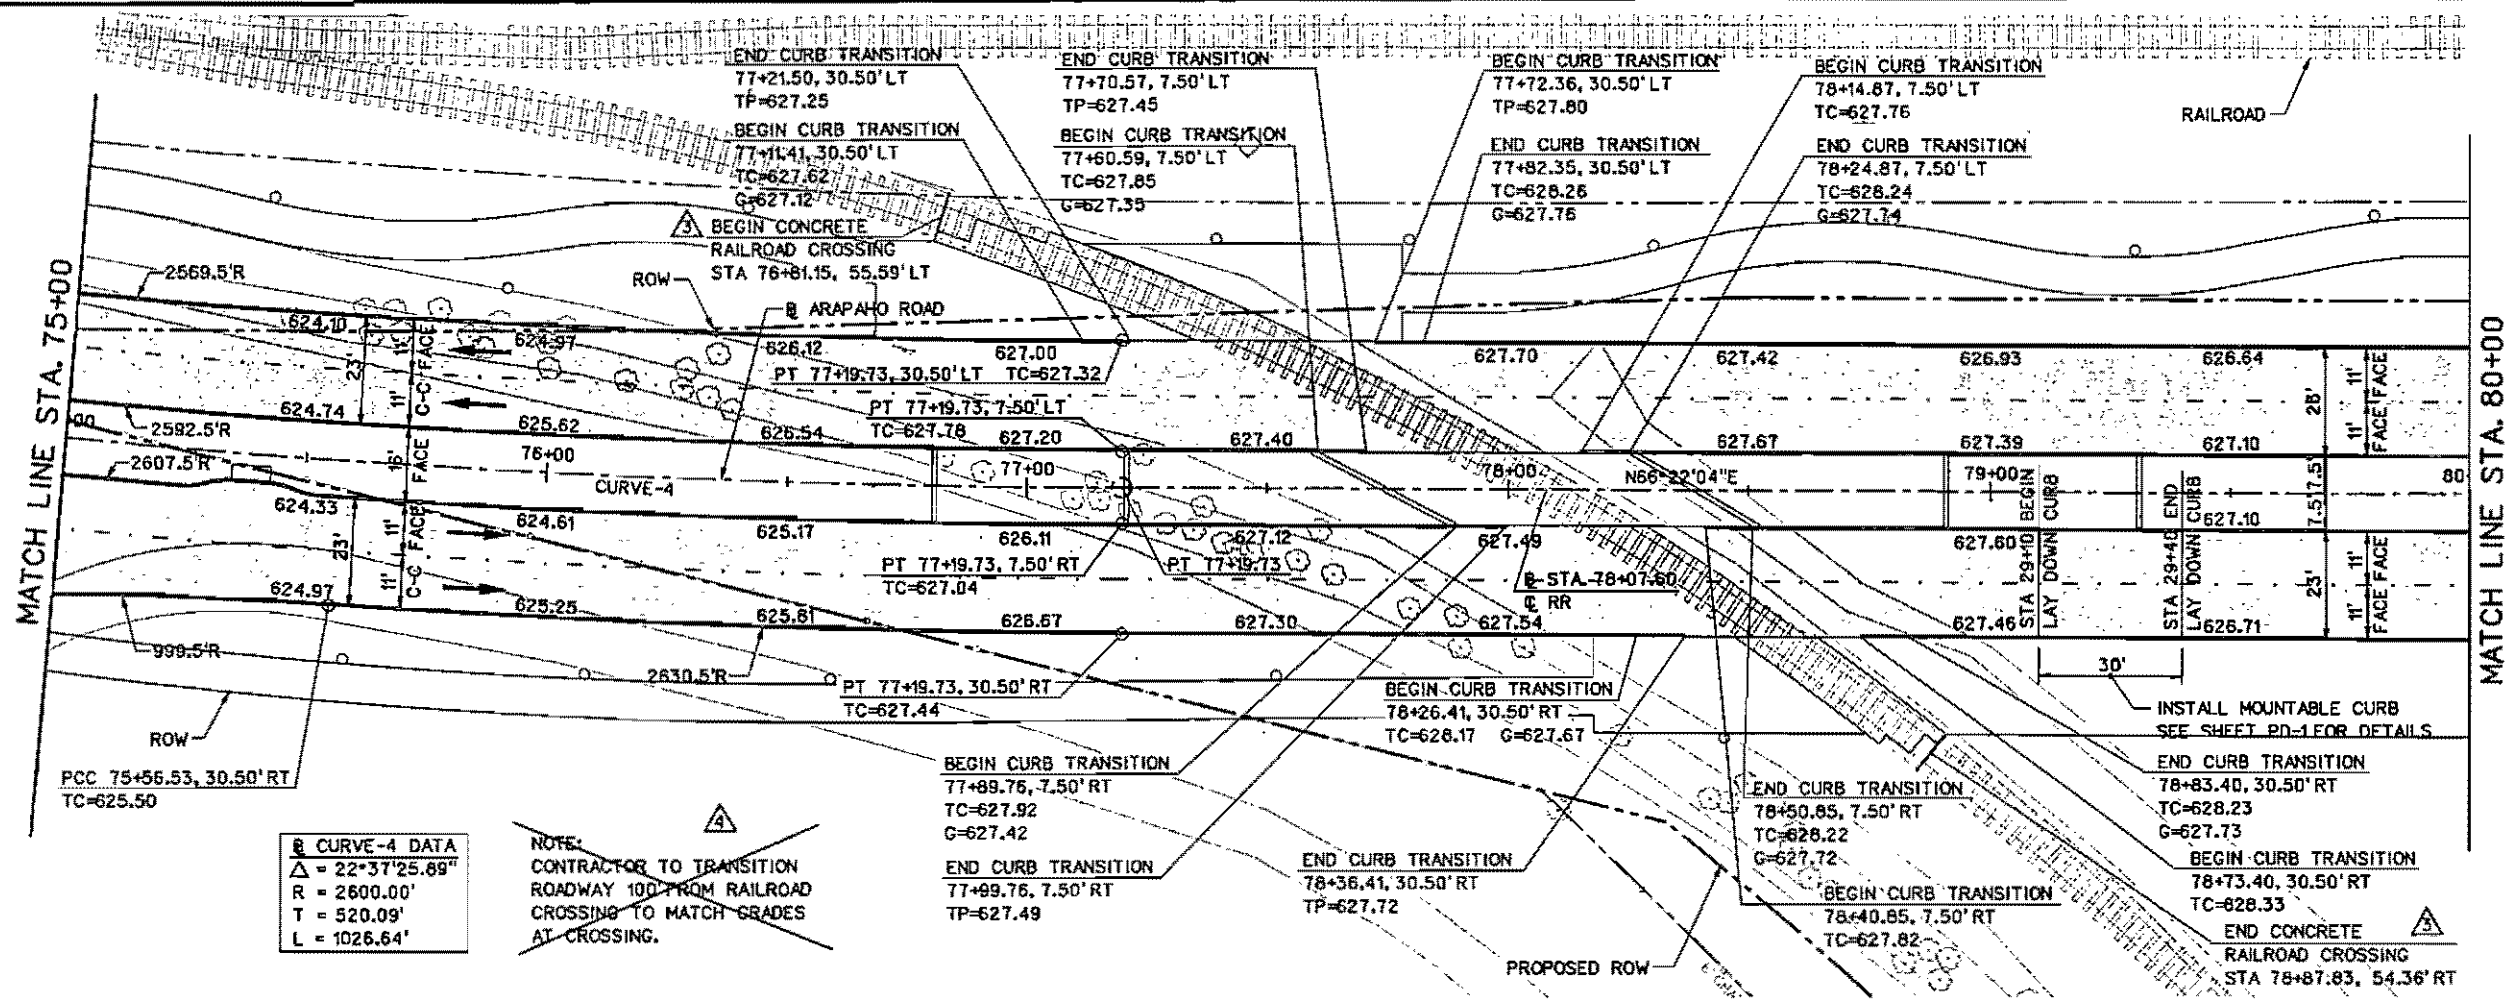 END CURB TRANSITION
77+21.50, 30.50' LT
TP=627.25
BEGIN CURB TRANSITION
77+11.41, 30.50' LT
TC=627.62
G=627.12
END CURB TRANSITION
77+70.57, 7.50' LT
TP=627.45
BEGIN CURB TRANSITION
77+60.59, 7.50' LT
TC=627.85
G=627.35
BEGIN CURB TRANSITION
77+72.36, 30.50' LT
TP=627.80
END CURB TRANSITION
77+82.35, 30.50' LT
TC=628.26
G=627.76
BEGIN CURB TRANSITION
78+14.87, 7.50' LT
TC=627.76
END CURB TRANSITION
78+24.87, 7.50' LT
TC=628.24
G=627.74
RAILROAD
3
BEGIN CONCRETE
RAILROAD CROSSING
STA 76+81.15, 55.59' LT
ROW
ARAPAHO ROAD
MATCH LINE STA. 75+00
2569.5'R
2592.5'R
2607.5'R
999.5'R
2630.5'R
624.10
624.97
626.12
627.00
627.70
627.42
626.93
626.64
PT 77+19.73, 30.50' LT TC=627.32
PT 77+19.73, 7.50' LT
TC=627.78
624.74
625.62
626.54
627.20
627.40
627.67
627.39
627.10
76+00
CURVE-4
77+00
78+00
N66°22'04"E
79+00
80
624.33
624.61
625.17
626.11
627.12
627.49
627.60
627.10
PT 77+19.73, 7.50' RT
TC=627.04
PT 77+19.73
STA 78+07.60
RR
624.97
625.25
625.81
626.67
627.30
627.54
627.46
626.71
23'
11'
11'
C-C FACE
15'
FACE
23'
11'
11'
C-C FACE
STA 29+10 BEGIN
LAY DOWN CURB
STA 29+40 END
LAY DOWN CURB
11'
11'
FACE FACE
7.5' 7.5'
23'
11'
11'
FACE FACE
MATCH LINE STA. 80+00
30'
INSTALL MOUNTABLE CURB
SEE SHEET PD-1 FOR DETAILS
PT 77+19.73, 30.50' RT
TC=627.44
ROW
PCC 75+56.53, 30.50' RT
TC=625.50
BEGIN CURB TRANSITION
78+26.41, 30.50' RT
TC=628.17 G=627.67
BEGIN CURB TRANSITION
77+89.76, 7.50' RT
TC=627.92
G=627.42
END CURB TRANSITION
77+99.76, 7.50' RT
TP=627.49
END CURB TRANSITION
78+36.41, 30.50' RT
TP=627.72
END CURB TRANSITION
78+50.85, 7.50' RT
TC=628.22
G=627.72
BEGIN CURB TRANSITION
78+40.85, 7.50' RT
TC=627.82
END CURB TRANSITION
78+83.40, 30.50' RT
TC=628.23
G=627.73
BEGIN CURB TRANSITION
78+73.40, 30.50' RT
TC=628.33
3
END CONCRETE
RAILROAD CROSSING
STA 78+87.83, 54.36' RT
PROPOSED ROW
CURVE-4 DATA
Δ = 22°37'25.89"
R = 2600.00'
T = 520.09'
L = 1026.64'
4
NOTE:
CONTRACTOR TO TRANSITION
ROADWAY 100' FROM RAILROAD
CROSSING TO MATCH GRADES
AT CROSSING.